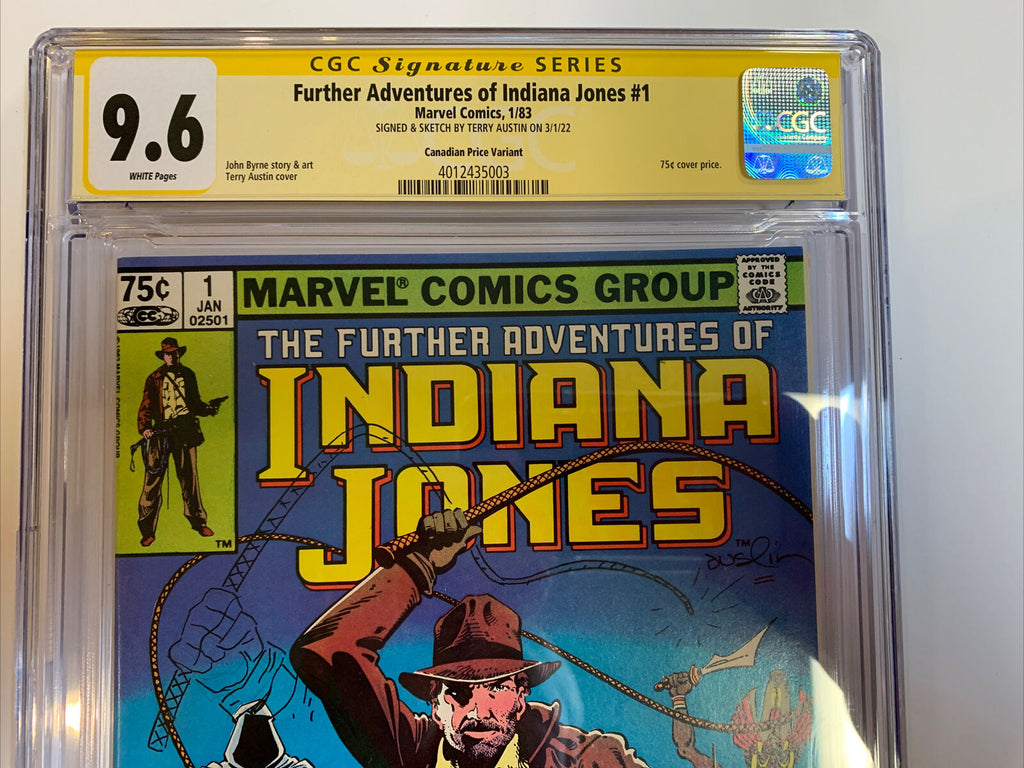 CGC Signature SERIES
Further Adventures of Indiana Jones #1
Marvel Comics, 1/83
SIGNED & SKETCH BY TERRY AUSTIN ON 3/1/22
9.6
WHITE Pages
John Byrne story & art
Terry Austin cover
Canadian Price Variant
4012435003
75¢ cover price.
CGC
75¢
CC
1
JAN
02501
MARVEL® COMICS GROUP
APPROVED
BY THE
COMICS
CODE
AUTHORITY
THE FURTHER ADVENTURES OF
INDIANA
JONES
TM
TM
Austin